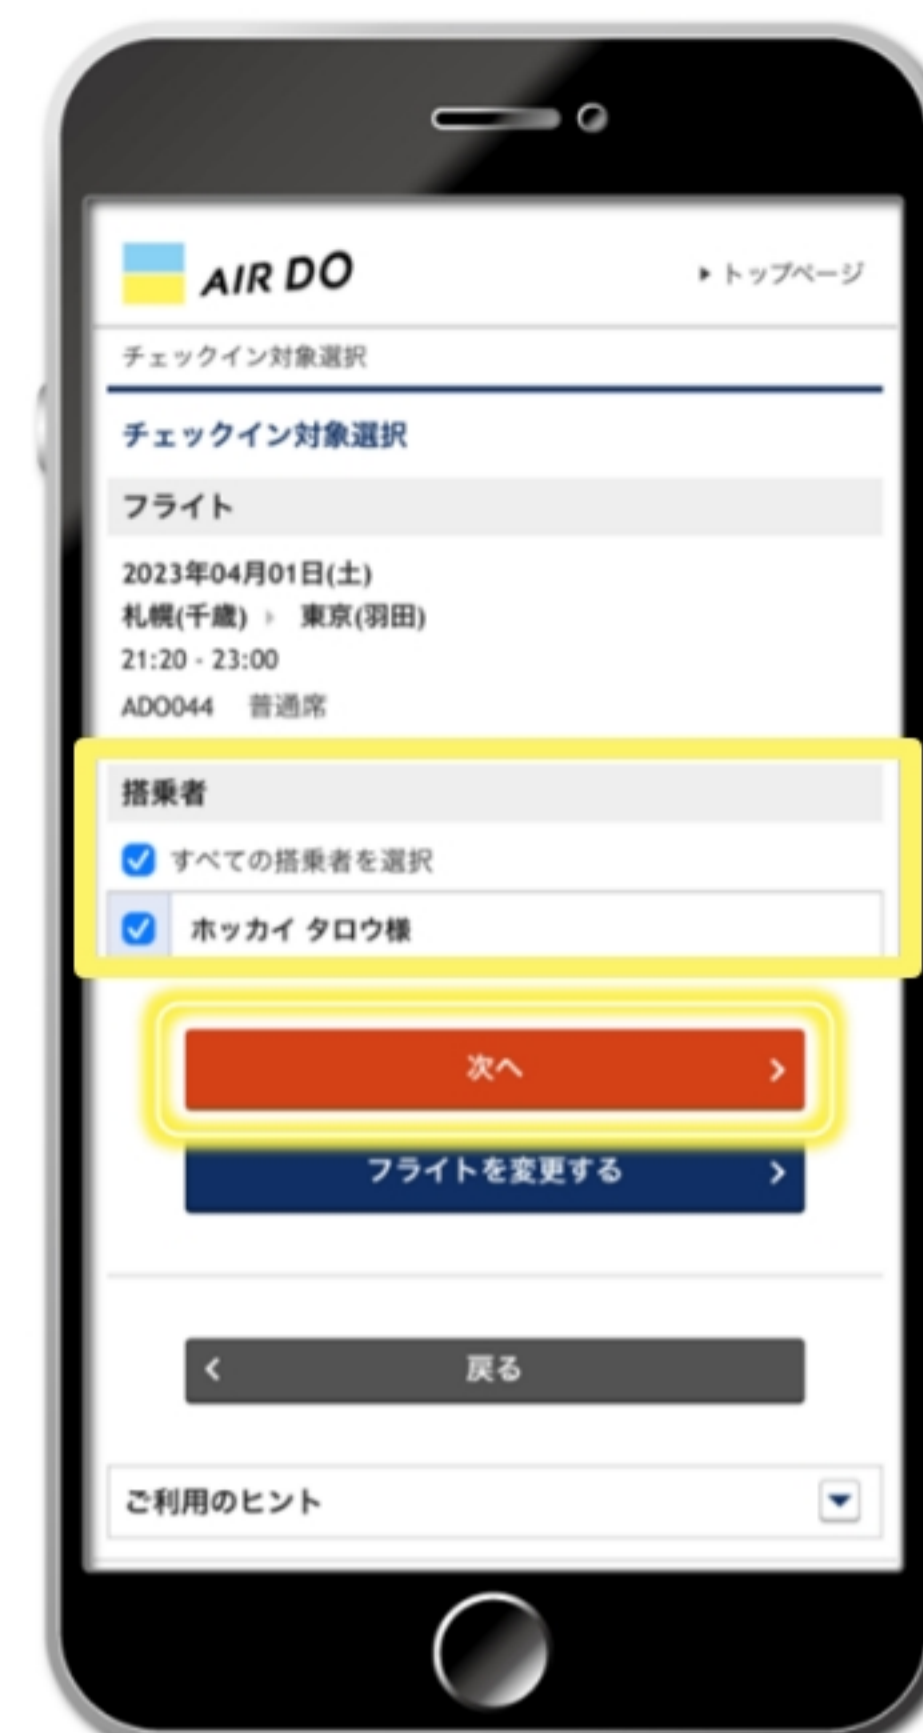 AIR DO
トップページ
チェックイン対象選択
チェックイン対象選択
フライト
2023年04月01日(土)
札幌(千歳) 東京(羽田)
21:20 - 23:00
ADO044 普通席
搭乗者
すべての搭乗者を選択
ホッカイ タロウ様
次へ
フライトを変更する
戻る
ご利用のヒント